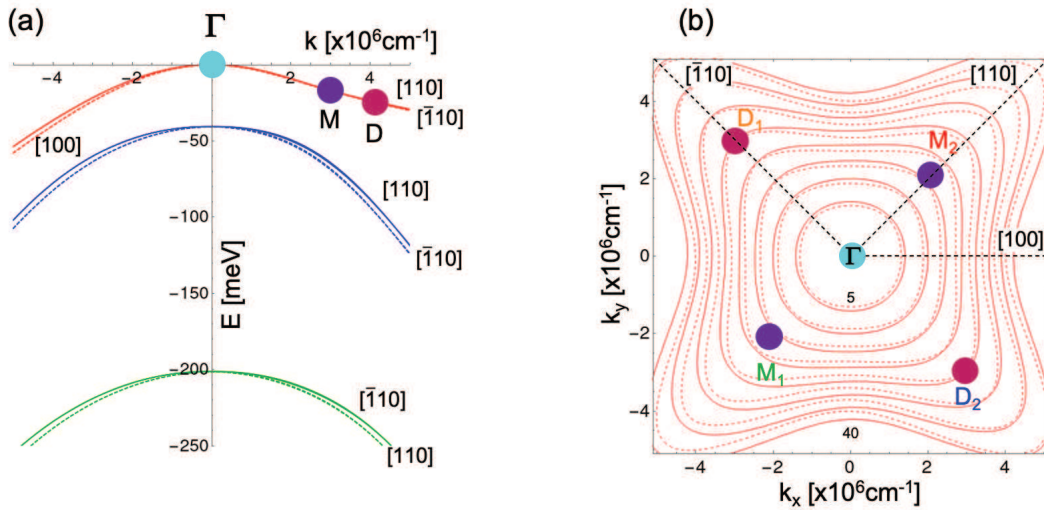 (a)
Γ
k [x10⁶cm⁻¹]
-4
-2
2
4
M
D
[110]
[1̄10]
[100]
-50
-100
-150
-200
-250
E [meV]
[110]
[1̄10]
[1̄10]
[110]
(b)
[1̄10]
[110]
D₁
M₂
[100]
Γ
5
M₁
D₂
40
4
2
0
-2
-4
k_y [x10⁶cm⁻¹]
-4
-2
0
2
4
k_x [x10⁶cm⁻¹]